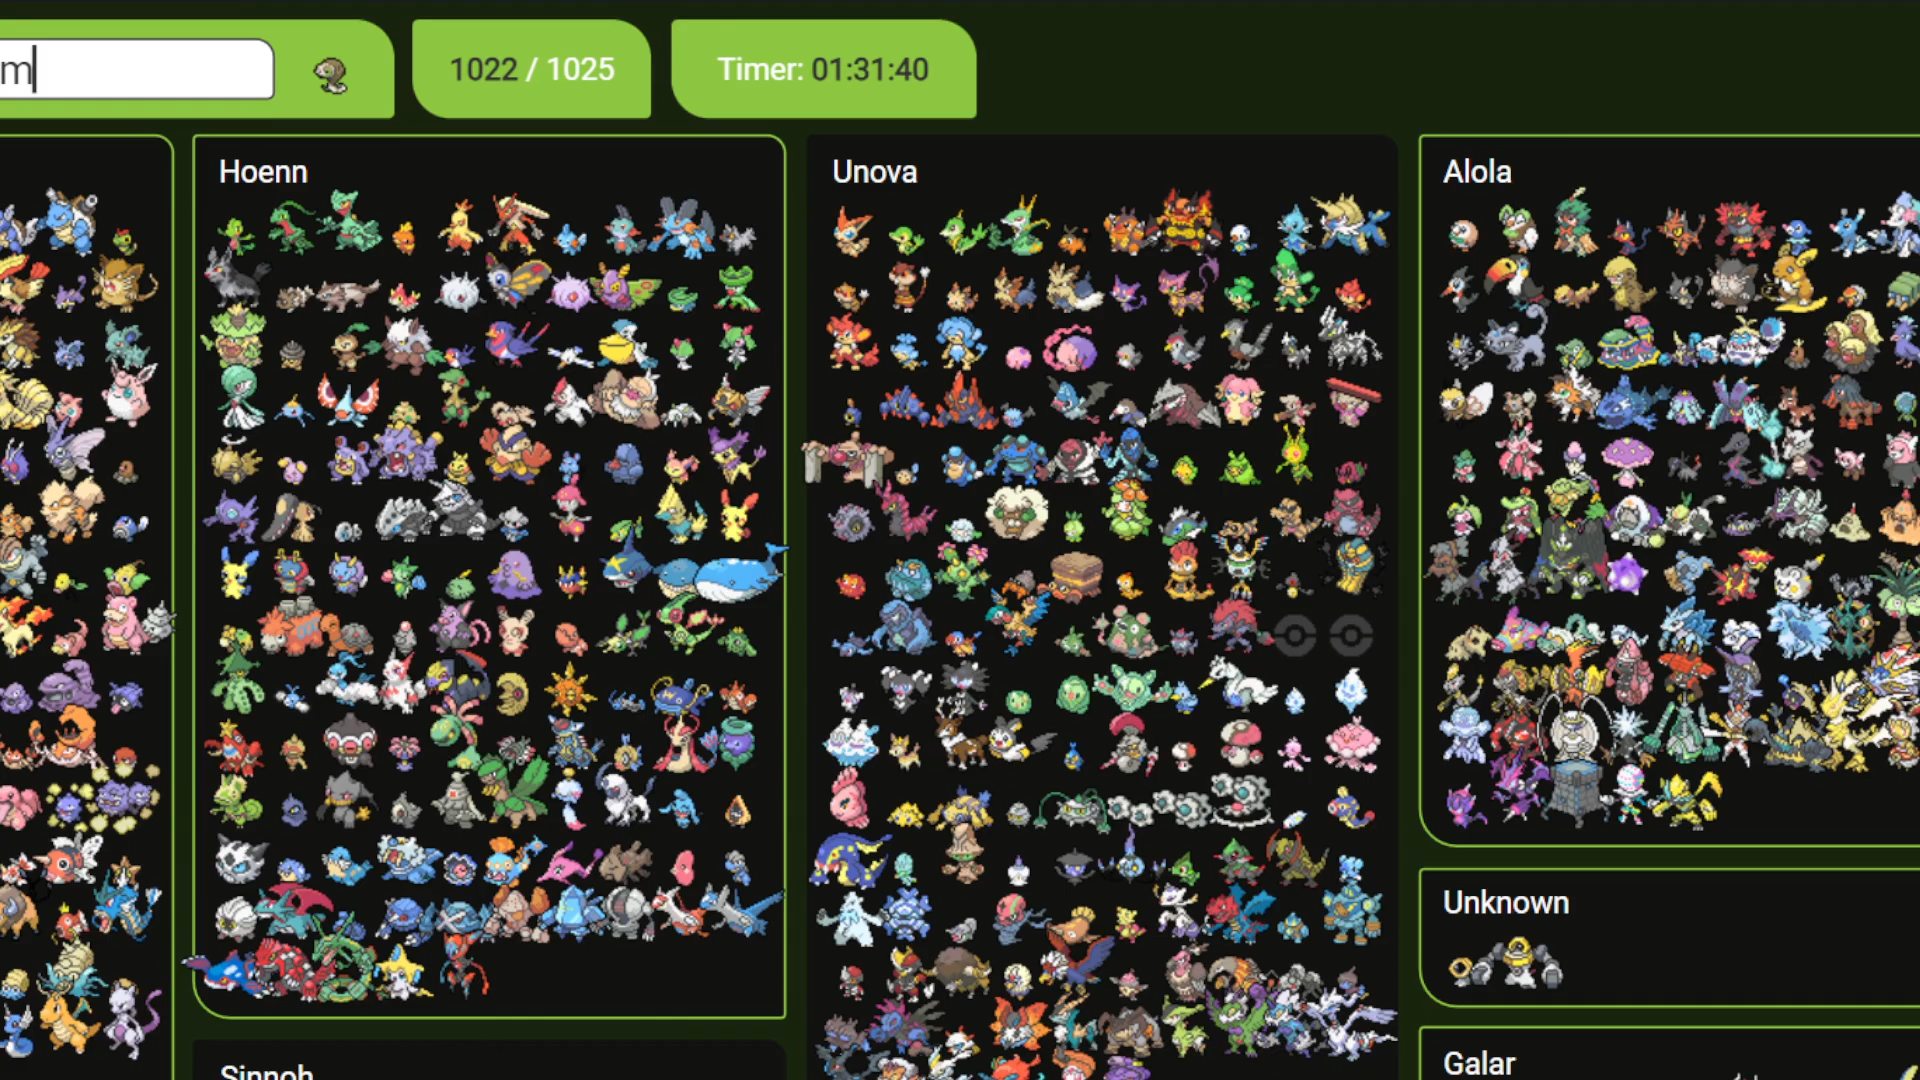 m
1022 / 1025
Timer: 01:31:40
Hoenn
Unova
Alola
Unknown
Sinnoh
Galar